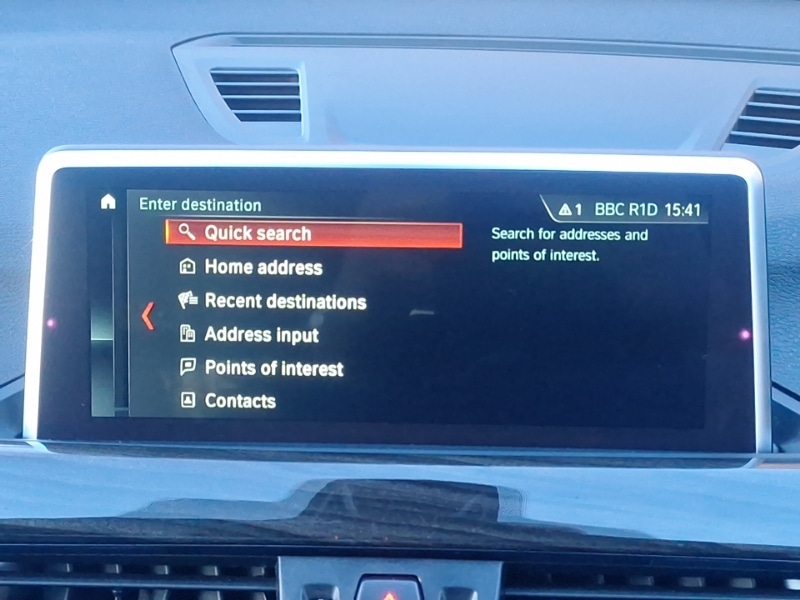 Enter destination
1 BBC R1D 15:41
Quick search
Home address
Recent destinations
Address input
Points of interest
Contacts
Search for addresses and
points of interest.